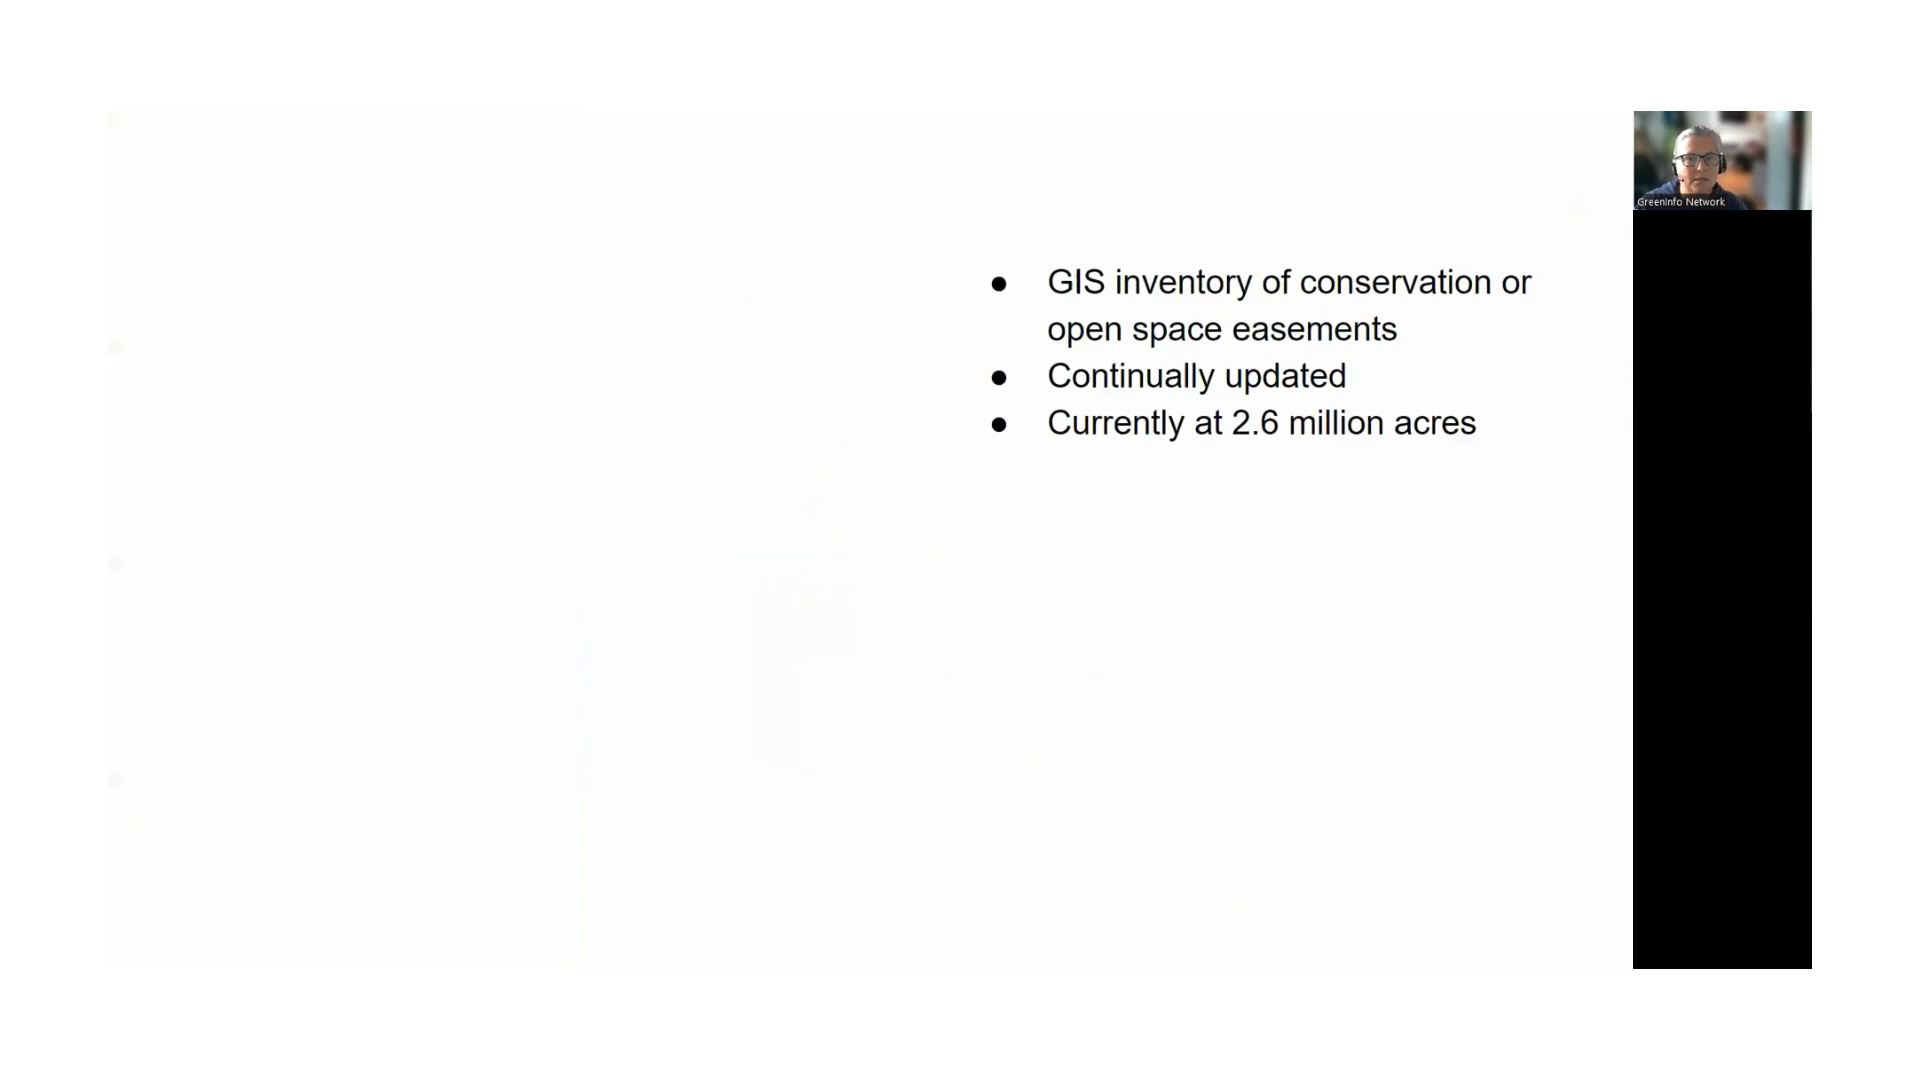 GreenInfo Network
● GIS inventory of conservation or
open space easements
● Continually updated
● Currently at 2.6 million acres